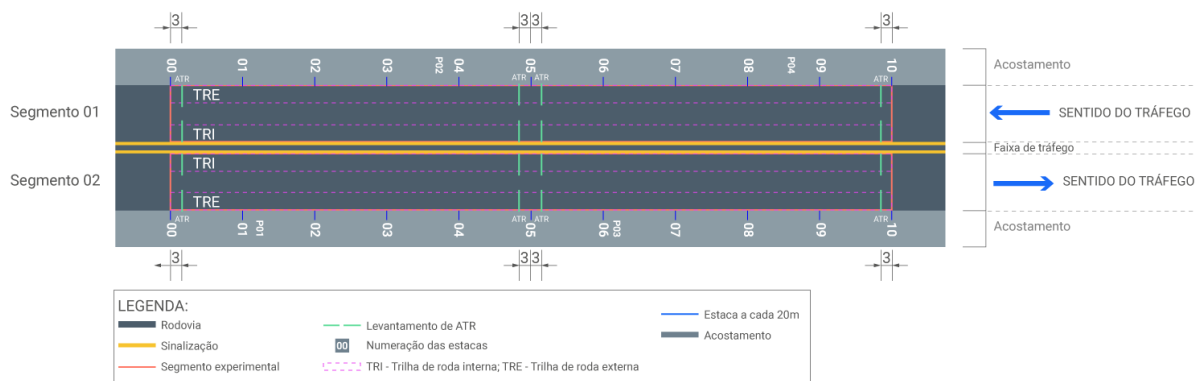 3 3 3 3
00 01 02 03 P02 04 05 06 07 08 P04 09 10
ATR ATR ATR ATR
Acostamento
Segmento 01
TRE
TRI
SENTIDO DO TRÁFEGO
Faixa de tráfego
Segmento 02
TRI
TRE
SENTIDO DO TRÁFEGO
ATR ATR ATR ATR
00 01 P01 02 03 04 05 06 P03 07 08 09 10
Acostamento
3 3 3 3
LEGENDA:
Rodovia
Sinalização
Segmento experimental
Levantamento de ATR
00 Numeração das estacas
TRI - Trilha de roda interna; TRE - Trilha de roda externa
Estaca a cada 20m
Acostamento